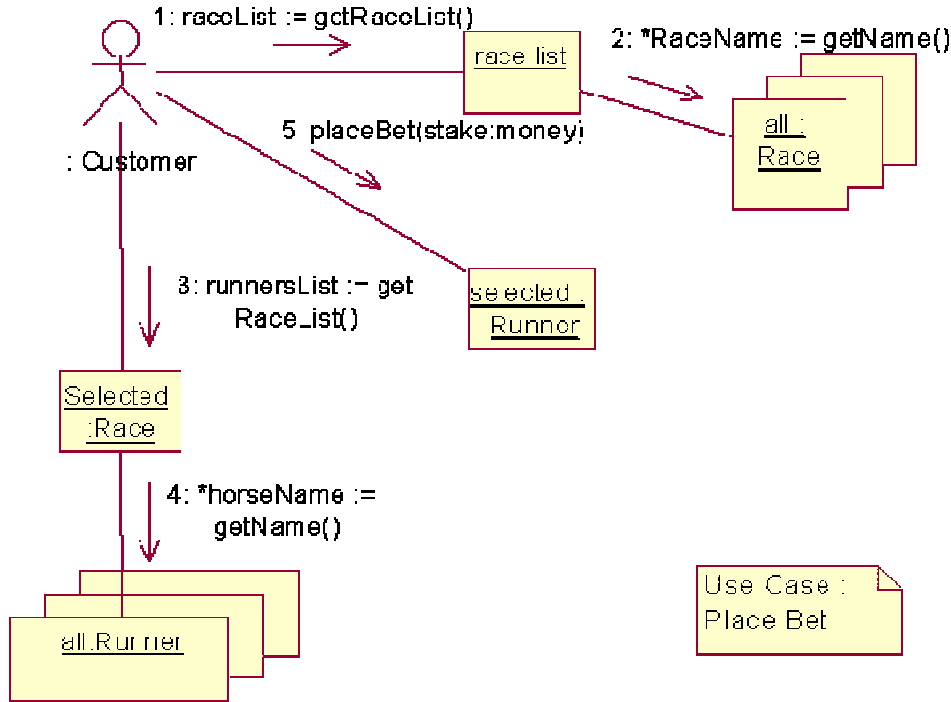 1: raceList := getRaceList()
race list
2: *RaceName := getName()
all :
Race
5 placeBet(stake:money)
: Customer
3: runnersList := get
Race_ist()
selected :
Runner
Selected
:Race
4: *horseName :=
getName()
all:Runner
Use Case :
Place Bet